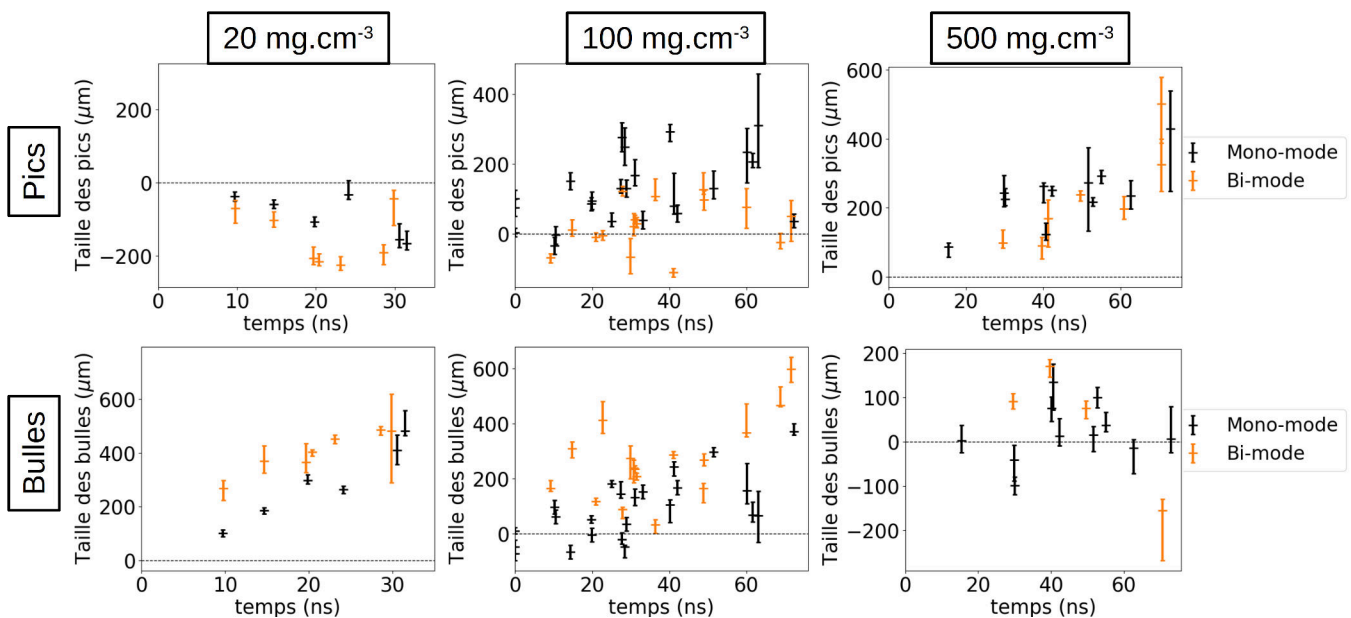 20 mg.cm-3
100 mg.cm-3
500 mg.cm-3
Pics
Taille des pics (μm)
200
0
−200
10
20
30
temps (ns)
Taille des pics (μm)
400
200
0
0
20
40
60
temps (ns)
Taille des pics (μm)
600
400
200
0
0
20
40
60
temps (ns)
Mono-mode
Bi-mode
Bulles
Taille des bulles (μm)
600
400
200
0
0
10
20
30
temps (ns)
Taille des bulles (μm)
600
400
200
0
0
20
40
60
temps (ns)
Taille des bulles (μm)
200
100
0
−100
−200
0
20
40
60
temps (ns)
Mono-mode
Bi-mode